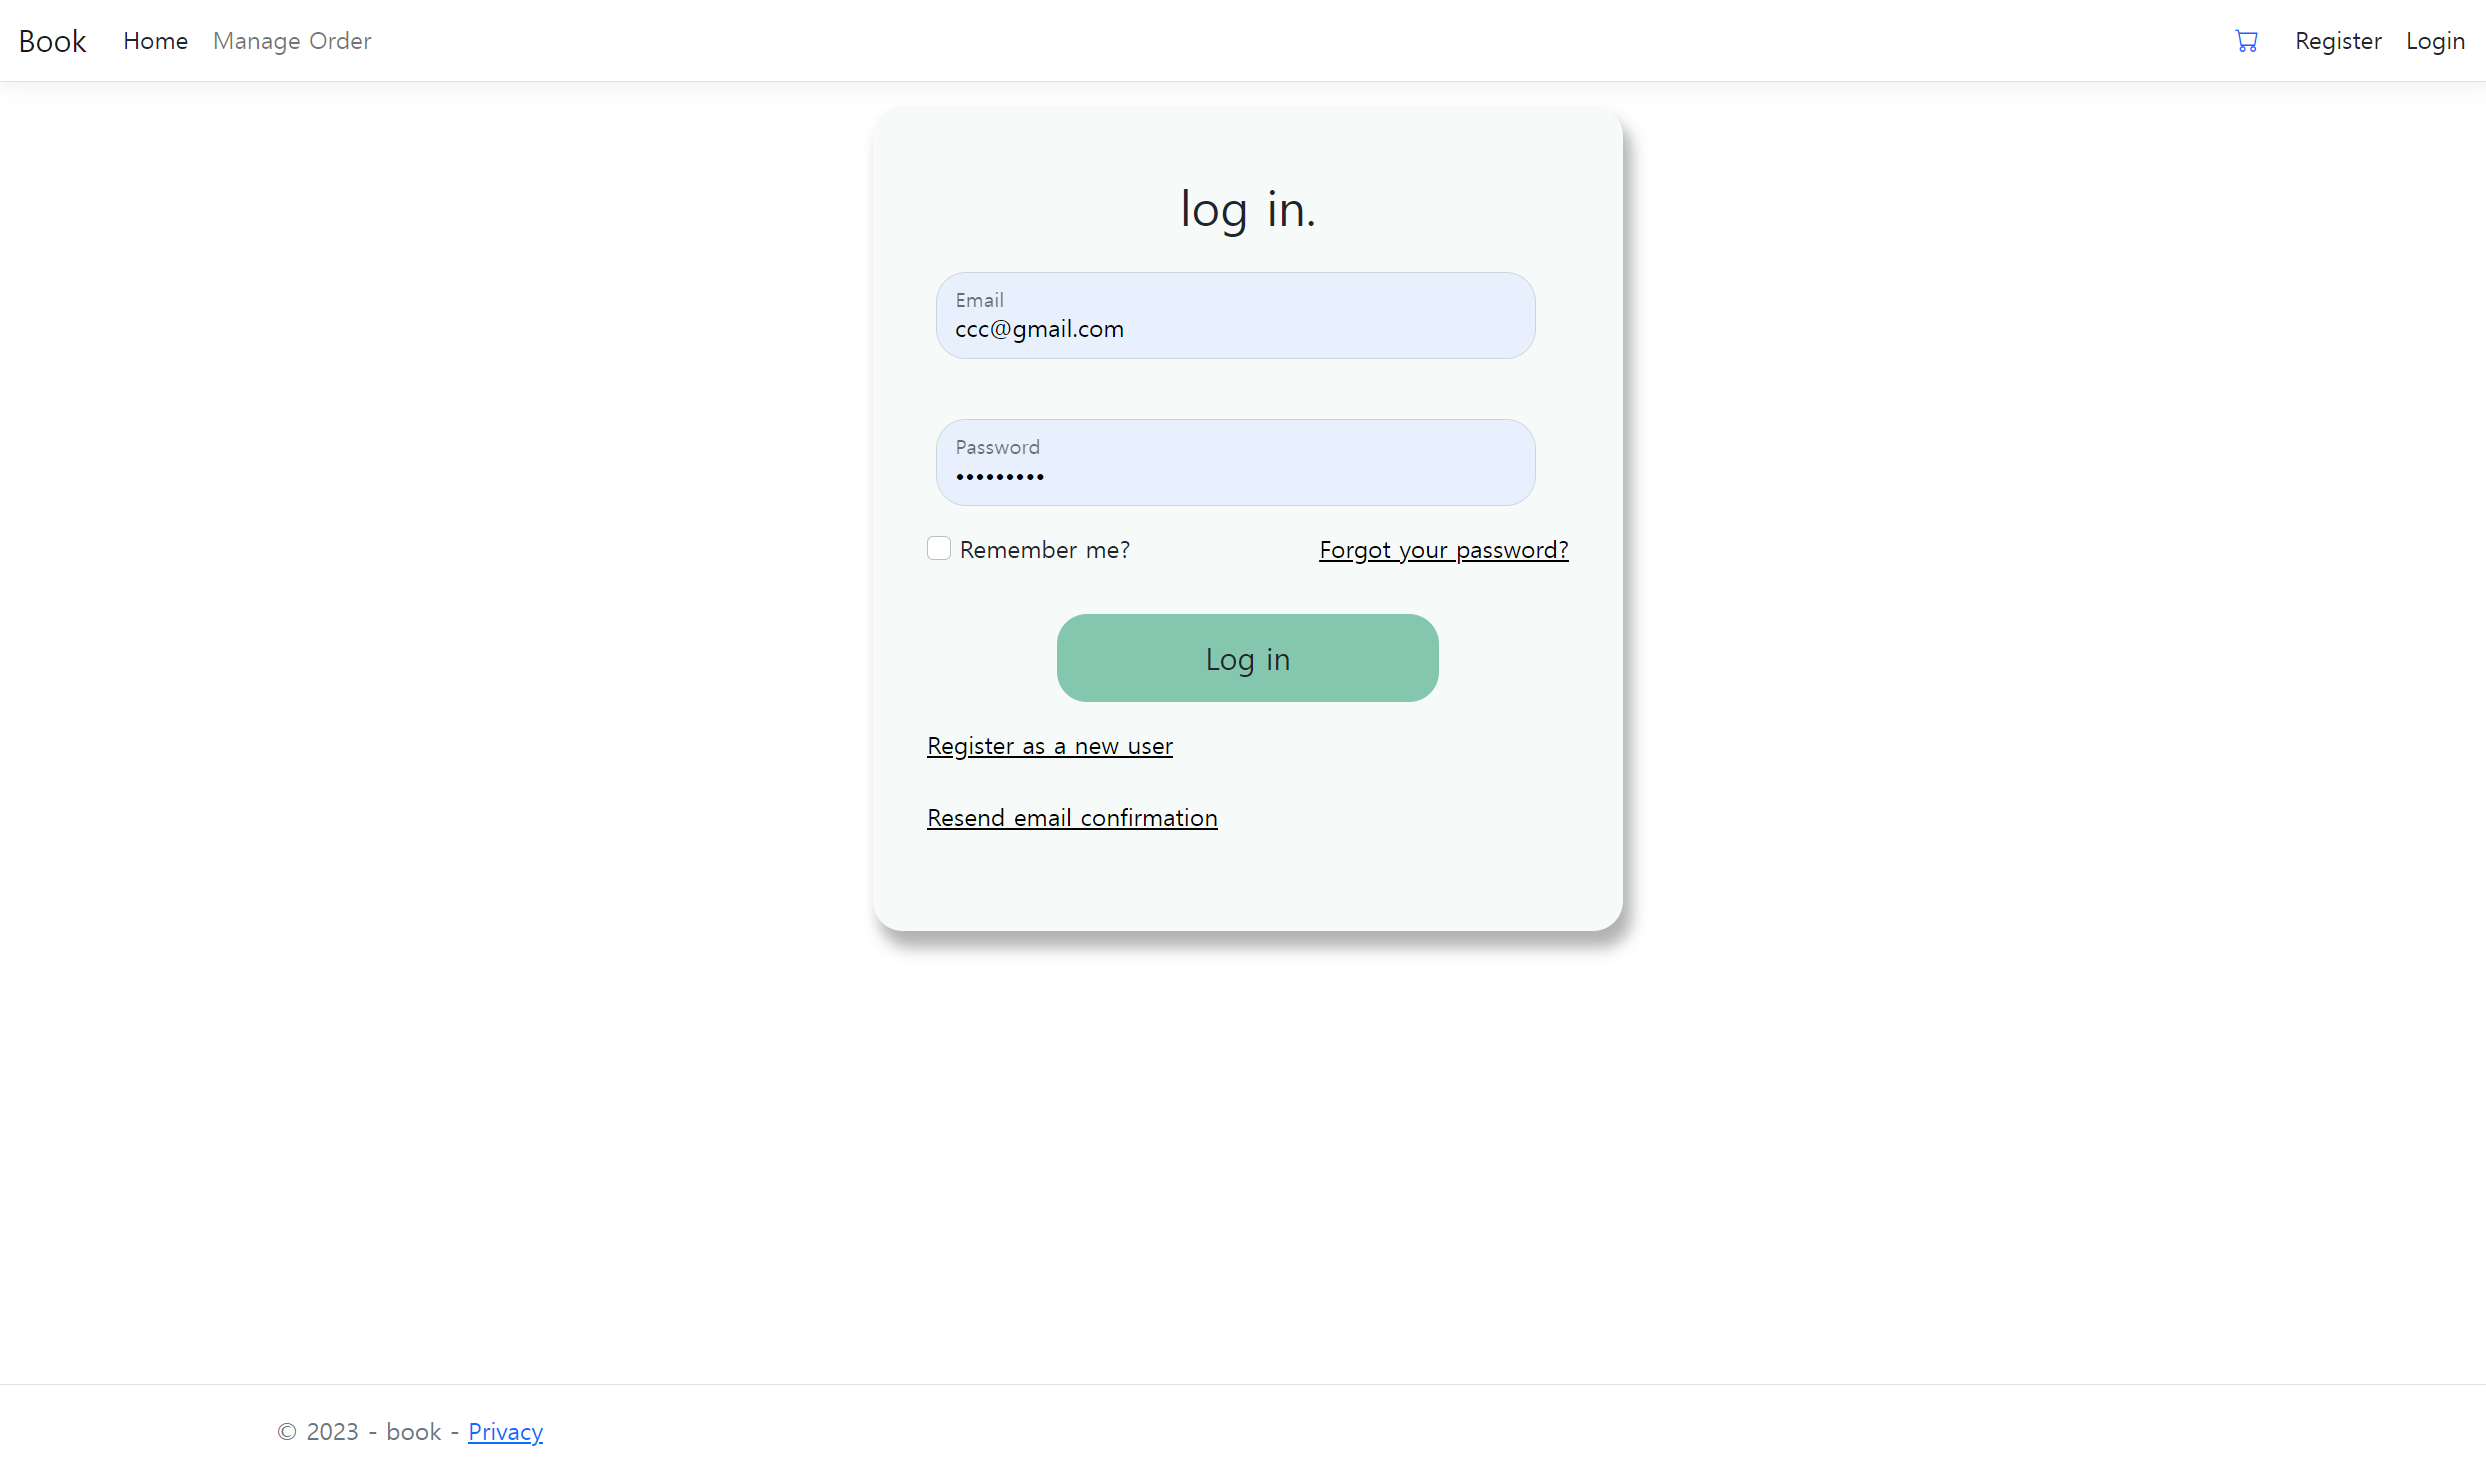 Book Home Manage Order Register Login
log in.
Email
ccc@gmail.com
Password
•••••••••
Remember me? Forgot your password?
Log in
Register as a new user
Resend email confirmation
© 2023 - book - Privacy